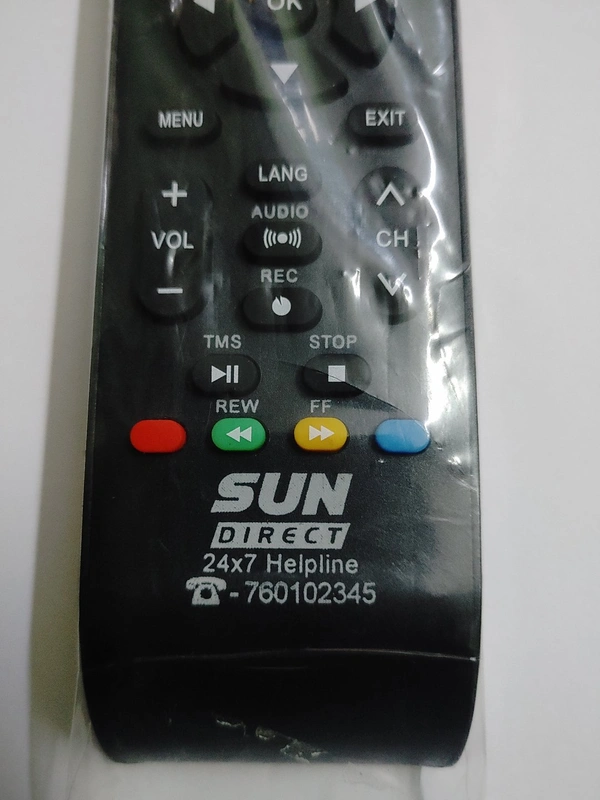 OK
MENU
EXIT
LANG
+
AUDIO
VOL
CH
-
REC
TMS
STOP
REW
FF
SUN
DIRECT
24x7 Helpline
-760102345